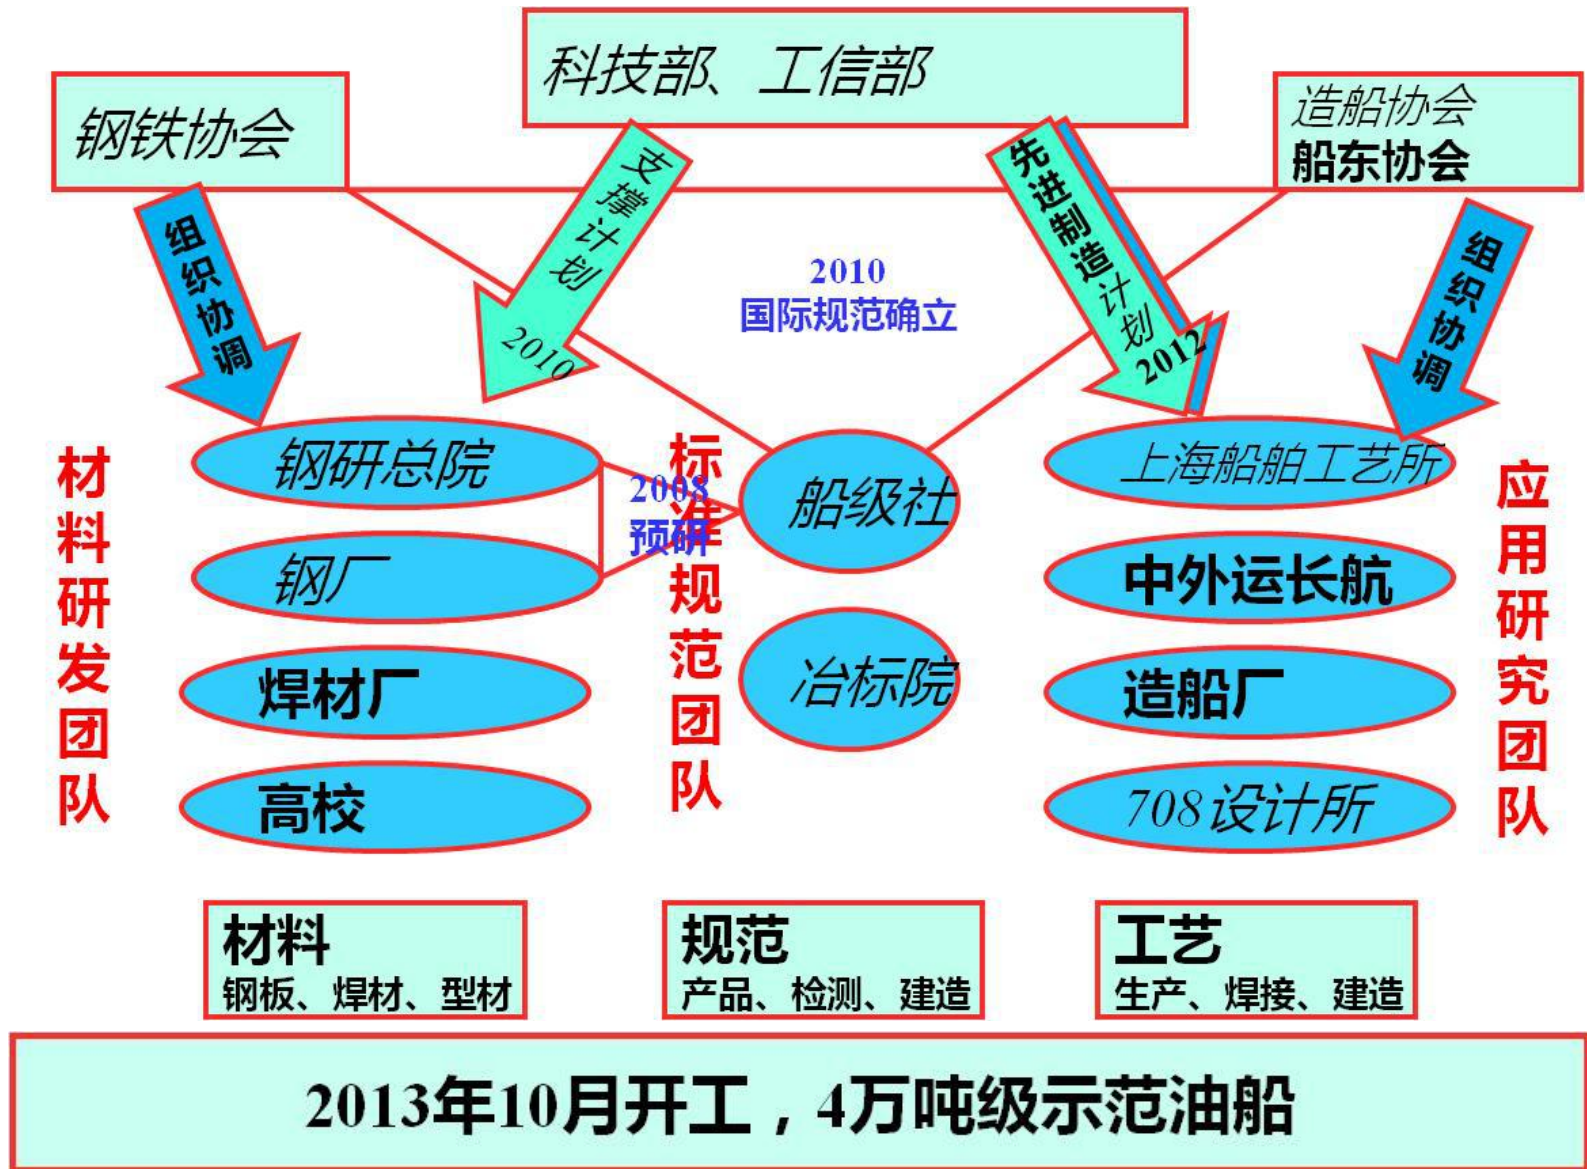 科技部、工信部
钢铁协会
造船协会
船东协会
组织协调
支撑计划
2010
先进制造计划
2012
组织协调
2010
国际规范确立
材料研发团队
钢研总院
钢厂
焊材厂
高校
2008
预研
标准规范团队
船级社
冶标院
上海船舶工艺所
中外运长航
造船厂
708设计所
应用研究团队
材料
钢板、焊材、型材
规范
产品、检测、建造
工艺
生产、焊接、建造
2013年10月开工，4万吨级示范油船